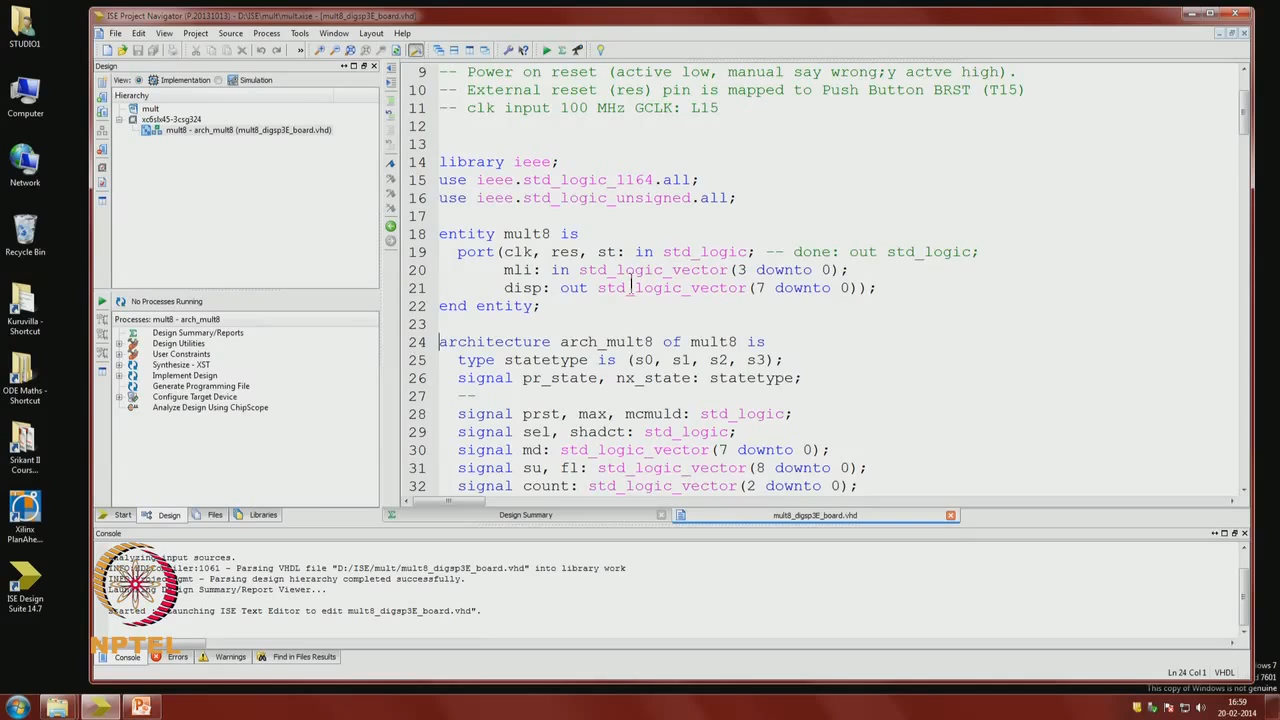 STUDIO1
Computer
Network
Recycle Bin
Kuruvilla - Shortcut
ODE Maths - Shortcut
Srikant II Cours...
Xilinx PlanAhe...
ISE Design Suite 14.7
ISE Project Navigator (P.20131013) - D:\ISE\mult\mult.xise - [mult8_digsp3E_board.vhd]
File Edit View Project Source Process Tools Window Layout Help
Design
View: Implementation Simulation
Hierarchy
mult
xc6slx45-3csg324
mult8 - arch_mult8 (mult8_digsp3E_board.vhd)
No Processes Running
Processes: mult8 - arch_mult8
Design Summary/Reports
Design Utilities
User Constraints
Synthesize - XST
Implement Design
Generate Programming File
Configure Target Device
Analyze Design Using ChipScope
Start Design Files Libraries
9 -- Power on reset (active low, manual say wrong;y actve high).
10 -- External reset (res) pin is mapped to Push Button BRST (T15)
11 -- clk input 100 MHz GCLK: L15
12
13
14 library ieee;
15 use ieee.std_logic_1164.all;
16 use ieee.std_logic_unsigned.all;
17
18 entity mult8 is
19 port(clk, res, st: in std_logic; -- done: out std_logic;
20 mli: in std_logic_vector(3 downto 0);
21 disp: out std_logic_vector(7 downto 0));
22 end entity;
23
24 architecture arch_mult8 of mult8 is
25 type statetype is (s0, s1, s2, s3);
26 signal pr_state, nx_state: statetype;
27 --
28 signal prst, max, mcmuld: std_logic;
29 signal sel, shadct: std_logic;
30 signal md: std_logic_vector(7 downto 0);
31 signal su, fl: std_logic_vector(8 downto 0);
32 signal count: std_logic_vector(2 downto 0);
Design Summary mult8_digsp3E_board.vhd
Console
Analyzing input sources.
:1061 - Parsing VHDL file "D:/ISE/mult/mult8_digsp3E_board.vhd" into library work
- Parsing design hierarchy completed successfully.
Launching Design Summary/Report Viewer...
Started : "Launching ISE Text Editor to edit mult8_digsp3E_board.vhd".
NPTEL
Console Errors Warnings Find in Files Results
Ln 24 Col 1 VHDL
7601
This copy of Windows is not genuine
16:59
20-02-2014